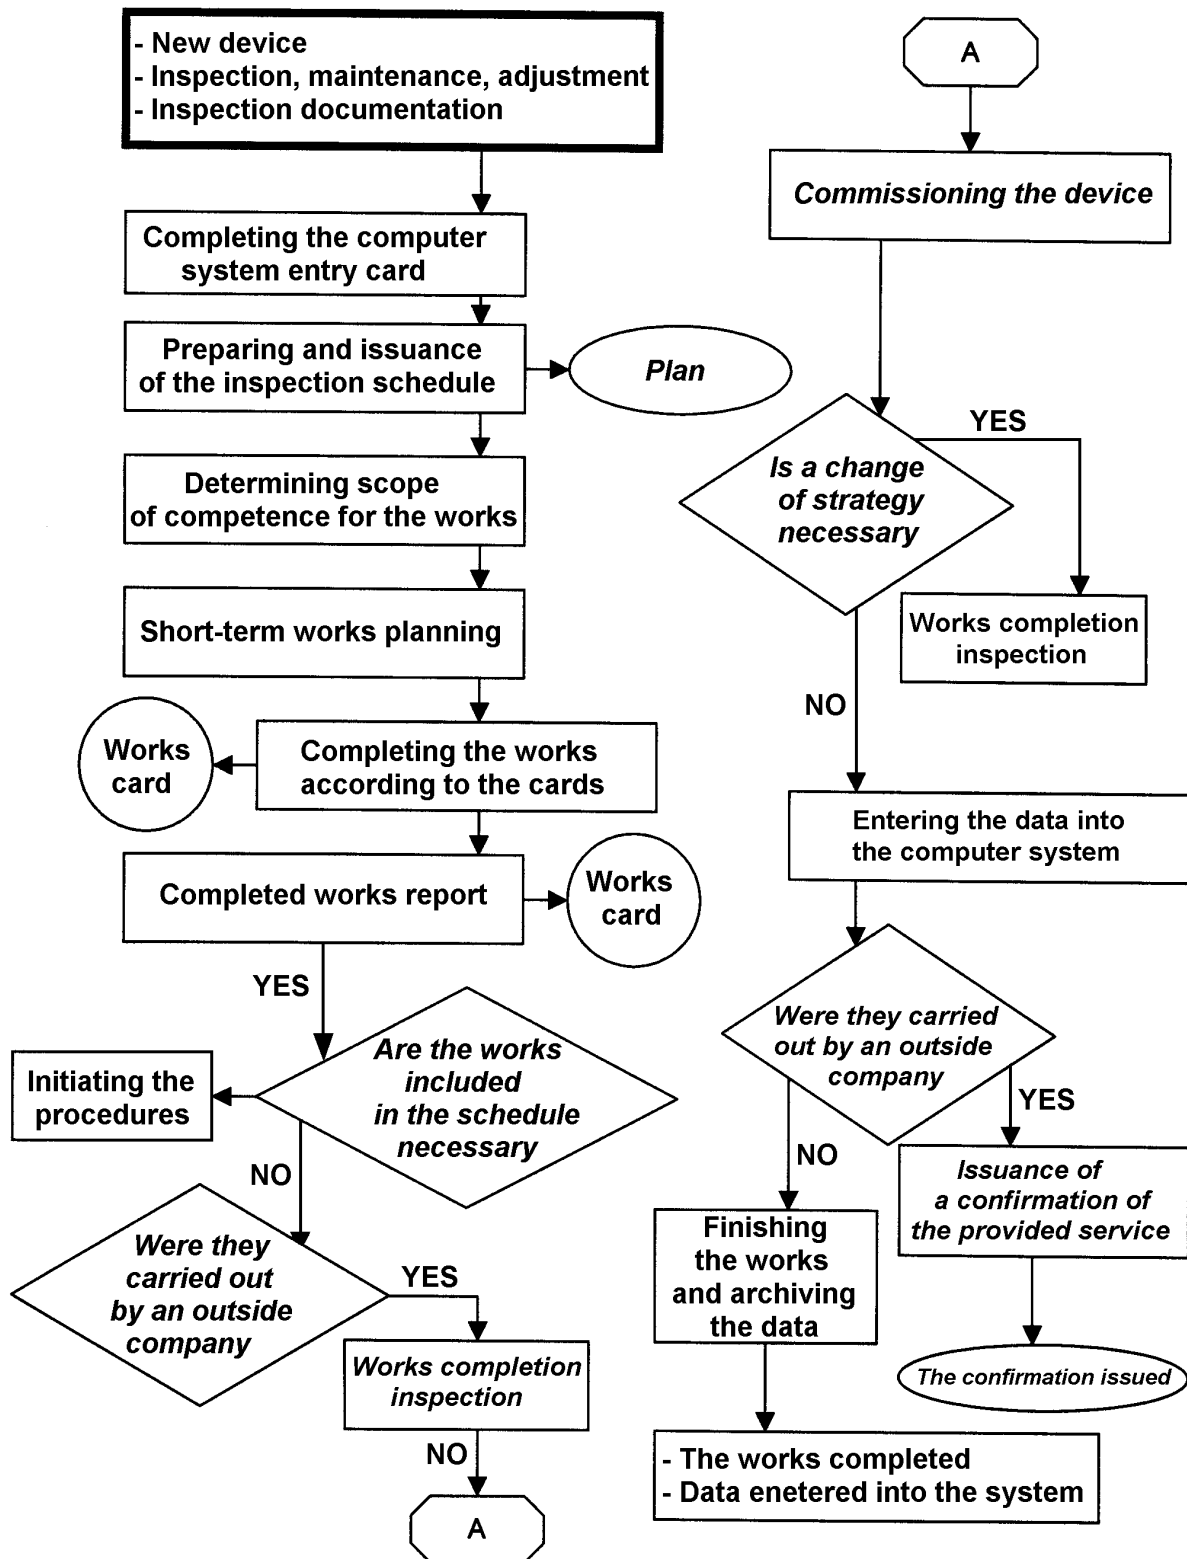 - New device
- Inspection, maintenance, adjustment
- Inspection documentation
Completing the computer
system entry card
Preparing and issuance
of the inspection schedule
Plan
Determining scope
of competence for the works
Short-term works planning
Works
card
Completing the works
according to the cards
Completed works report
Works
card
YES
Are the works
included
in the schedule
necessary
Initiating the
procedures
NO
Were they
carried out
by an outside
company
YES
Works completion
inspection
NO
A
A
Commissioning the device
YES
Is a change
of strategy
necessary
Works completion
inspection
NO
Entering the data into
the computer system
Were they carried
out by an outside
company
YES
NO
Issuance of
a confirmation of
the provided service
Finishing
the works
and archiving
the data
The confirmation issued
- The works completed
- Data enetered into the system